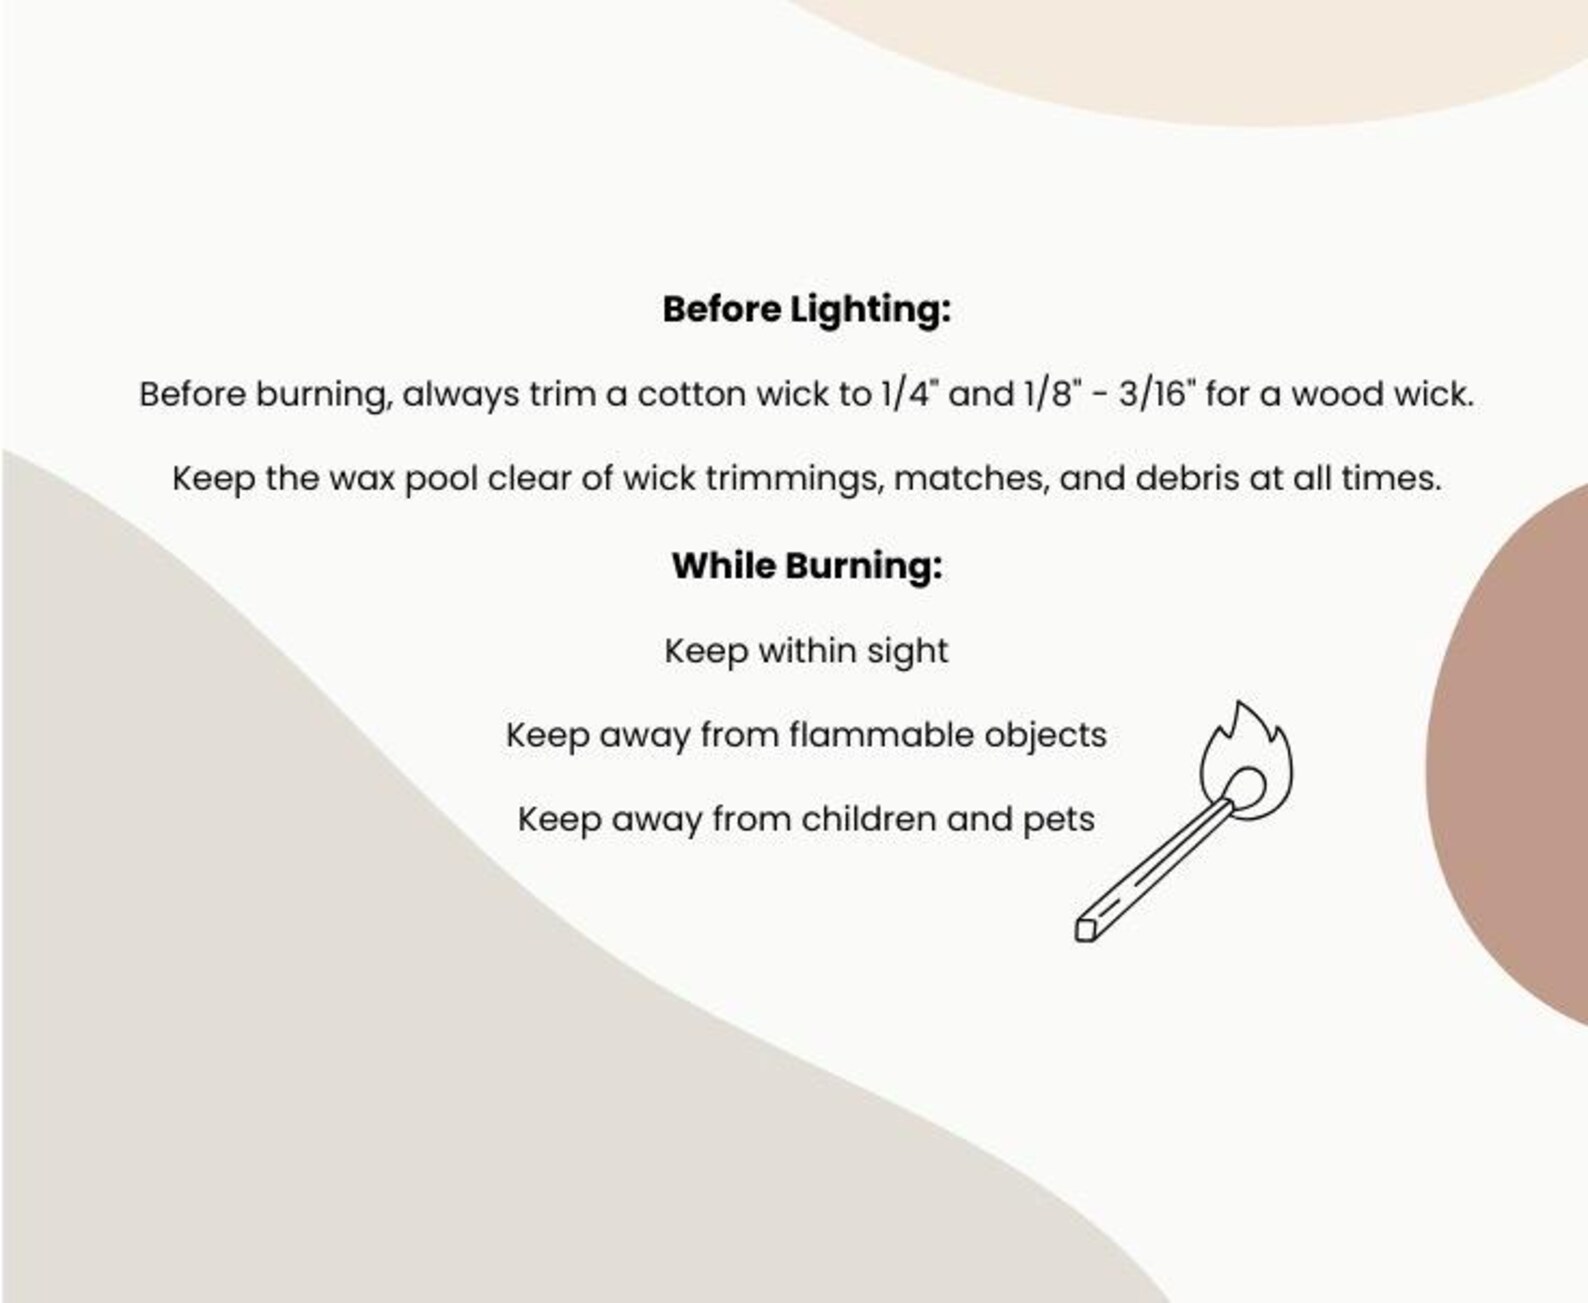 Before Lighting:
Before burning, always trim a cotton wick to 1/4" and 1/8" - 3/16" for a wood wick.
Keep the wax pool clear of wick trimmings, matches, and debris at all times.
While Burning:
Keep within sight
Keep away from flammable objects
Keep away from children and pets